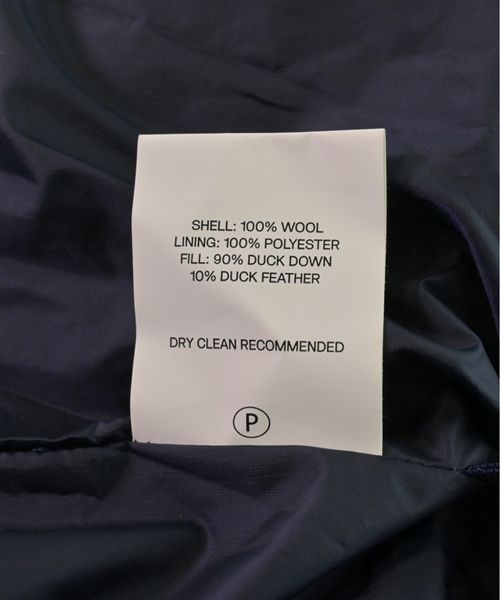 SHELL: 100% WOOL
LINING: 100% POLYESTER
FILL: 90% DUCK DOWN
10% DUCK FEATHER
DRY CLEAN RECOMMENDED
P